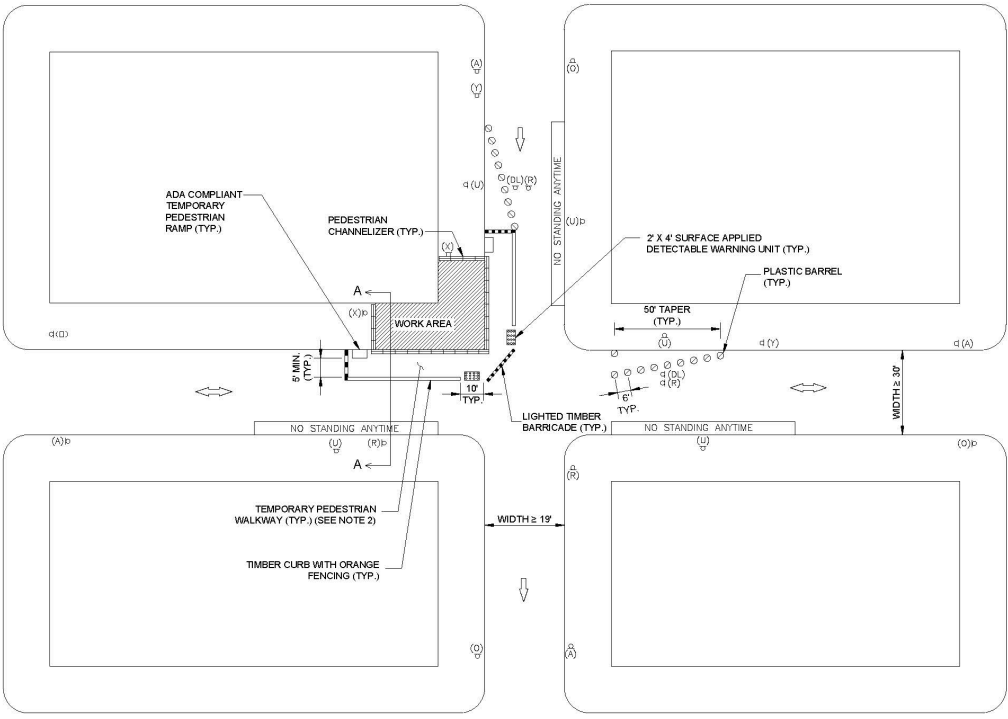 (A)
(O)
(Y)
(DL)(R)
(U)
(U)
NO STANDING ANYTIME
ADA COMPLIANT
TEMPORARY
PEDESTRIAN
RAMP (TYP.)
PEDESTRIAN
CHANNELIZER (TYP.)
(X)
2' X 4' SURFACE APPLIED
DETECTABLE WARNING UNIT (TYP.)
PLASTIC BARREL
(TYP.)
A
(X)
WORK AREA
50' TAPER
(TYP.)
(U)
(Y)
(A)
5' MIN.
(TYP.)
10'
TYP.
(DL)
(R)
6'
TYP.
WIDTH ≥ 30'
LIGHTED TIMBER
BARRICADE (TYP.)
NO STANDING ANYTIME
NO STANDING ANYTIME
(A)
(U)
(R)
(U)
(O)
A
(R)
TEMPORARY PEDESTRIAN
WALKWAY (TYP.) (SEE NOTE 2)
WIDTH ≥ 19'
TIMBER CURB WITH ORANGE
FENCING (TYP.)
(O)
(A)